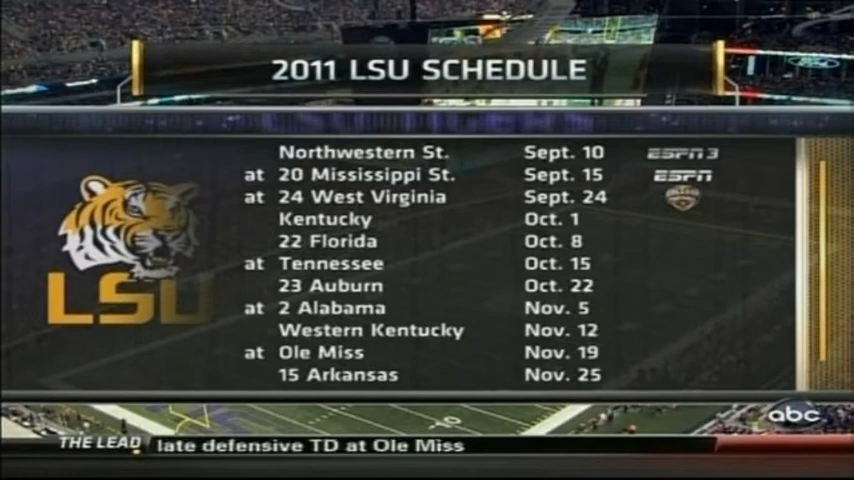 2011 LSU SCHEDULE
Northwestern St. Sept. 10 ESPN3
at 20 Mississippi St. Sept. 15 ESPN
at 24 West Virginia Sept. 24
Kentucky Oct. 1
22 Florida Oct. 8
at Tennessee Oct. 15
23 Auburn Oct. 22
at 2 Alabama Nov. 5
Western Kentucky Nov. 12
at Ole Miss Nov. 19
15 Arkansas Nov. 25
LSU
abc
THE LEAD late defensive TD at Ole Miss